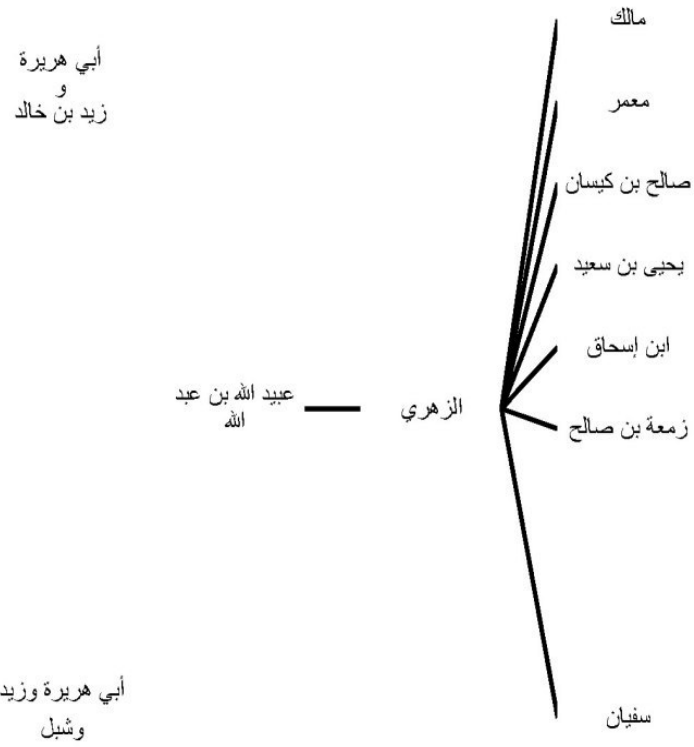 مالك
معمر
صالح بن كيسان
يحيى بن سعيد
ابن إسحاق
زمعة بن صالح
سفيان
الزهري
عبيد الله بن عبد
الله
أبي هريرة
و
زيد بن خالد
أبي هريرة وزيد
وشبل